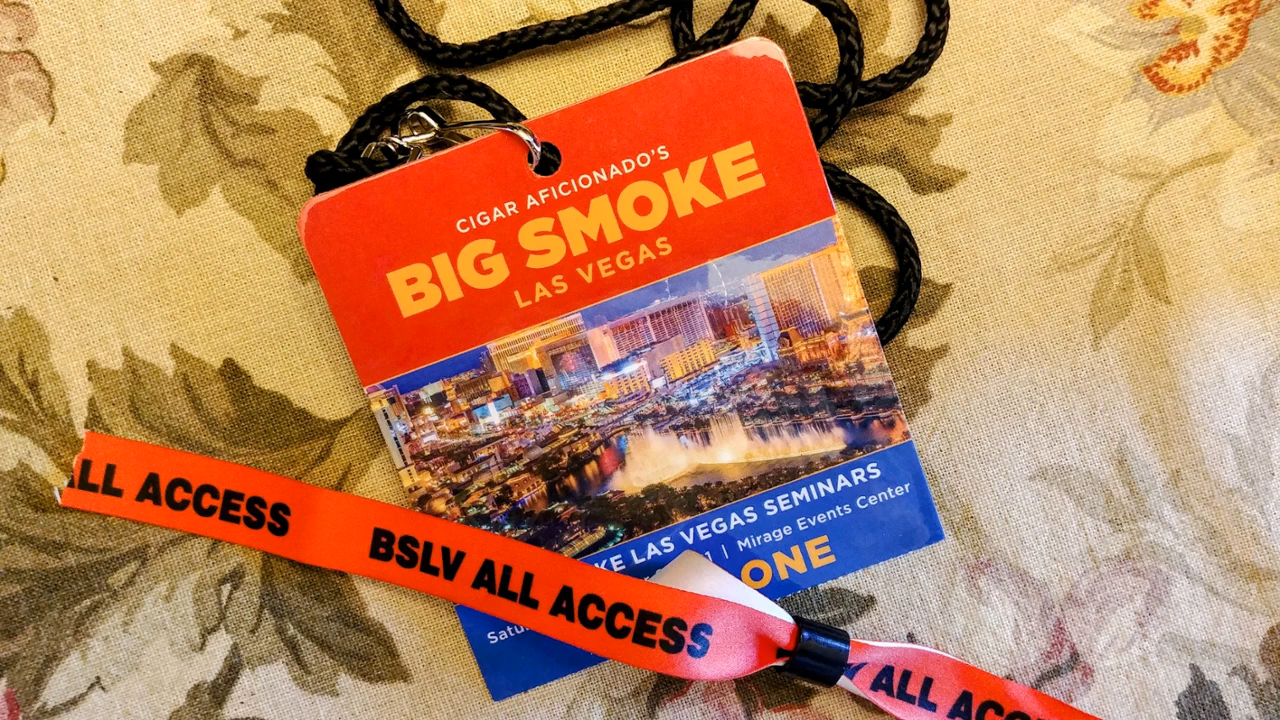 CIGAR AFICIONADO'S
BIG SMOKE
LAS VEGAS
LAS VEGAS SEMINARS
| Mirage Events Center
ONE
ALL ACCESS
BSLV ALL ACCESS
ALL